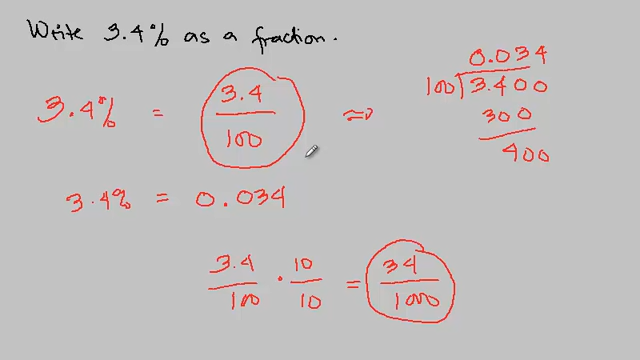 Write 3.4% as a fraction.
3.4% = 3.4/100 ⇒
0.034
100 ) 3.400
300
400
3.4% = 0.034
3.4/100 · 10/10 = 34/1000